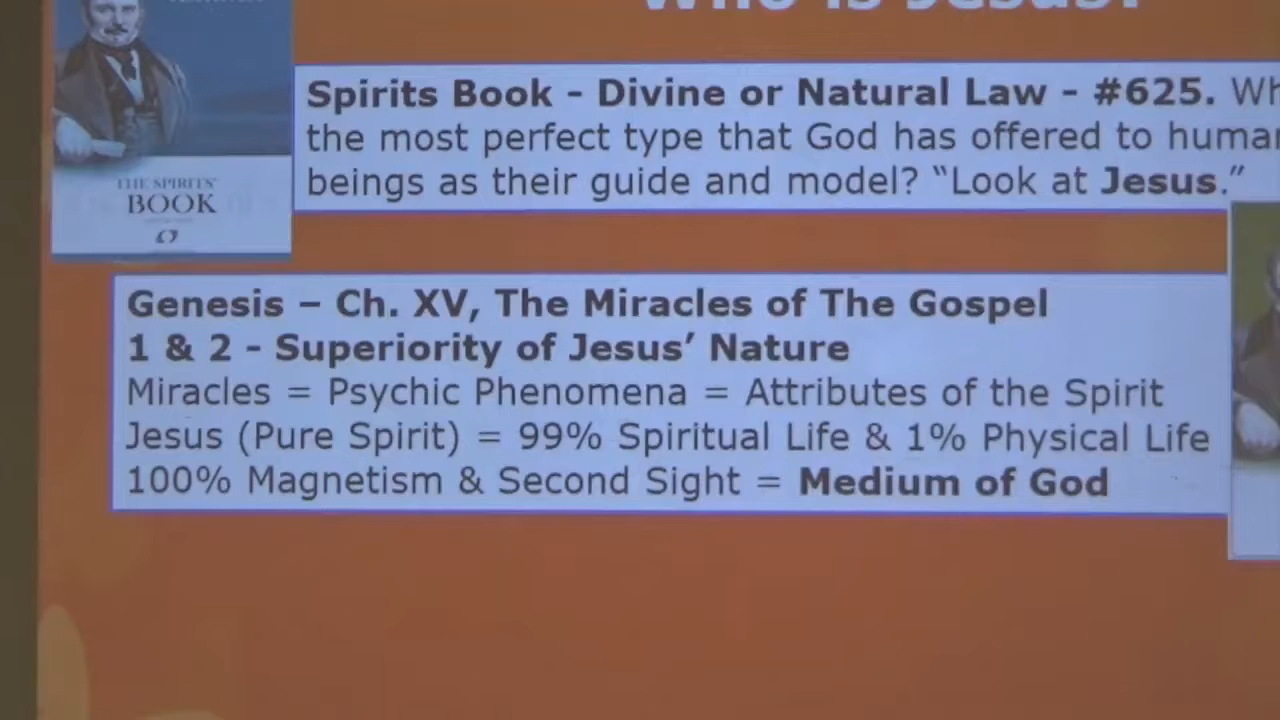 Who is Jesus?
Spirits Book - Divine or Natural Law - #625.
the most perfect type that God has offered to
beings as their guide and model? “Look at Jesus.”
THE SPIRITS'
BOOK
Genesis – Ch. XV, The Miracles of The Gospel
1 & 2 - Superiority of Jesus’ Nature
Miracles = Psychic Phenomena = Attributes of the Spirit
Jesus (Pure Spirit) = 99% Spiritual Life & 1% Physical Life
100% Magnetism & Second Sight = Medium of God